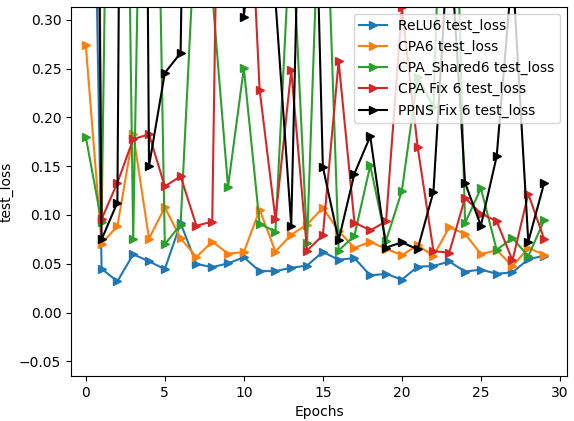 0.30
0.25
0.20
0.15
0.10
0.05
0.00
−0.05
test_loss
ReLU6 test_loss
CPA6 test_loss
CPA_Shared6 test_loss
CPA Fix 6 test_loss
PPNS Fix 6 test_loss
0 5 10 15 20 25 30
Epochs